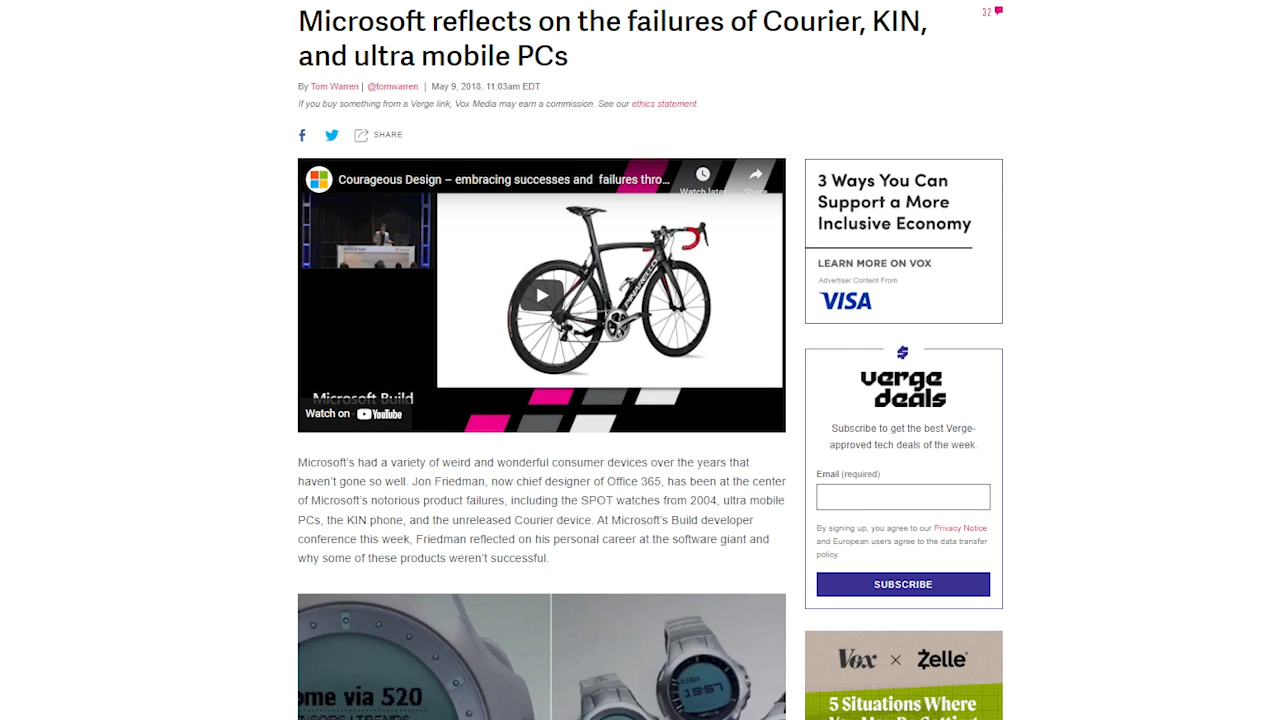 Microsoft reflects on the failures of Courier, KIN,
and ultra mobile PCs
32
By Tom Warren | @tomwarren | May 9, 2018, 11:03am EDT
If you buy something from a Verge link, Vox Media may earn a commission. See our ethics statement.
SHARE
Courageous Design – embracing successes and failures thro...
Watch later
Share
PINARELLO
Microsoft Build
Watch on YouTube
Microsoft's had a variety of weird and wonderful consumer devices over the years that
haven't gone so well. Jon Friedman, now chief designer of Office 365, has been at the center
of Microsoft's notorious product failures, including the SPOT watches from 2004, ultra mobile
PCs, the KIN phone, and the unreleased Courier device. At Microsoft's Build developer
conference this week, Friedman reflected on his personal career at the software giant and
why some of these products weren't successful.
ome via 520
19:57
3 Ways You Can
Support a More
Inclusive Economy
LEARN MORE ON VOX
Advertiser Content From
VISA
verge
deals
Subscribe to get the best Verge-
approved tech deals of the week.
Email (required)
By signing up, you agree to our Privacy Notice
and European users agree to the data transfer
policy.
SUBSCRIBE
Vox × Zelle
5 Situations Where